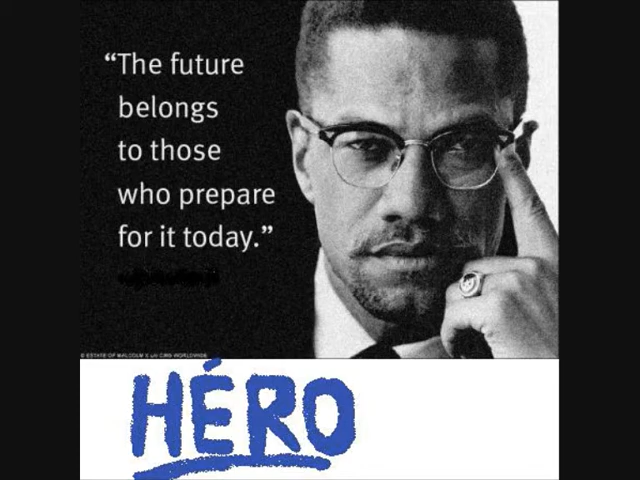 “The future
belongs
to those
who prepare
for it today.”
© ESTATE OF MALCOLM X c/o CMG WORLDWIDE
HÉRO